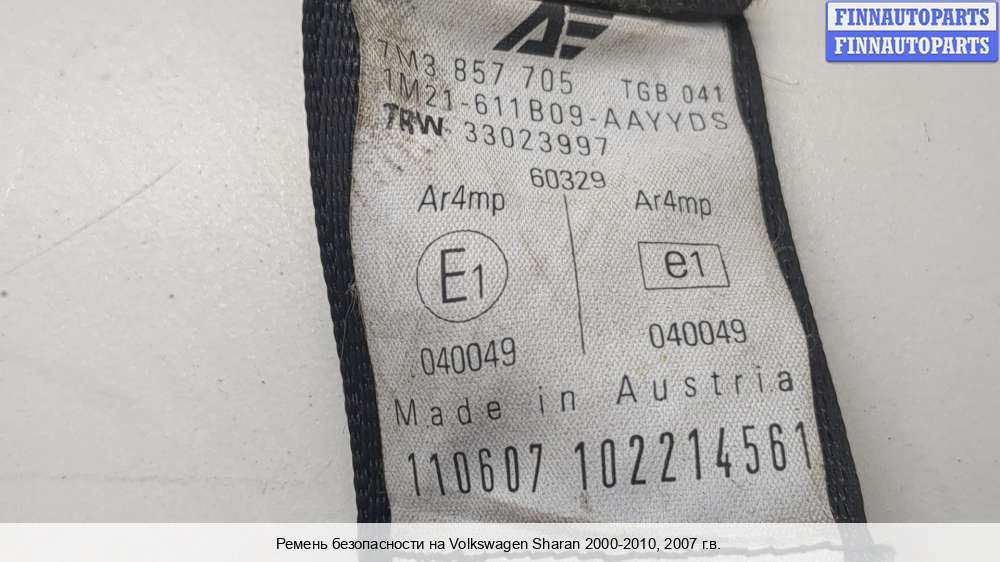 FINNAUTOPARTS
FINNAUTOPARTS
AE
7M3 857 705 TGB 041
1M21-611B09-AAYYDS
TRW 33023997
60329
Ar4mp Ar4mp
E1 e1
040049 040049
Made in Austria
110607 102214561
Ремень безопасности на Volkswagen Sharan 2000-2010, 2007 г.в.